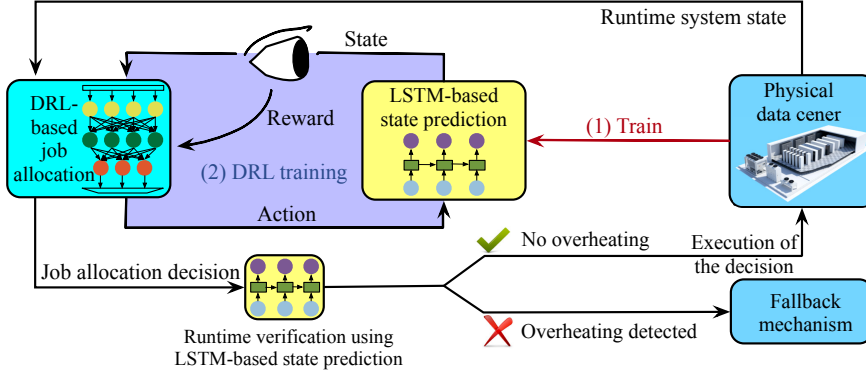 Runtime system state
State
DRL-
based
job
allocation
LSTM-based
state prediction
Physical
data cener
Reward
(1) Train
(2) DRL training
Action
No overheating
Execution of
the decision
Job allocation decision
Overheating detected
Fallback
mechanism
Runtime verification using
LSTM-based state prediction